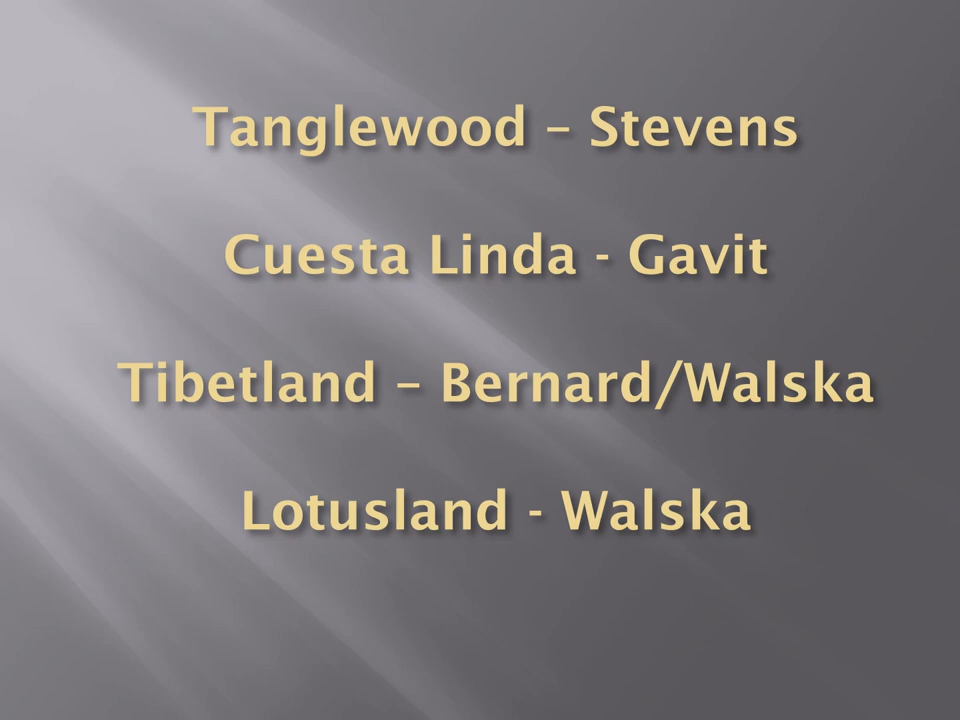 Tanglewood – Stevens
Cuesta Linda - Gavit
Tibetland – Bernard/Walska
Lotusland - Walska